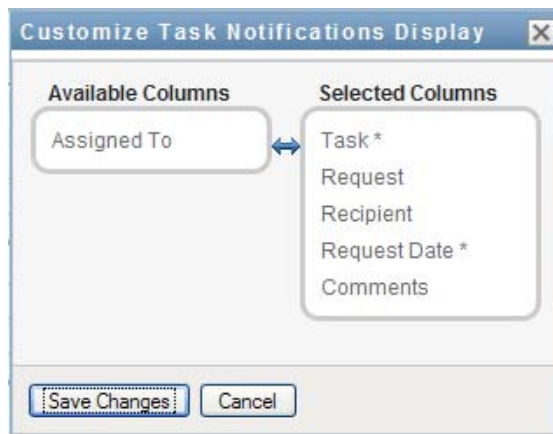 Customize Task Notifications Display
Available Columns
Assigned To
Selected Columns
Task *
Request
Recipient
Request Date *
Comments
Save Changes
Cancel